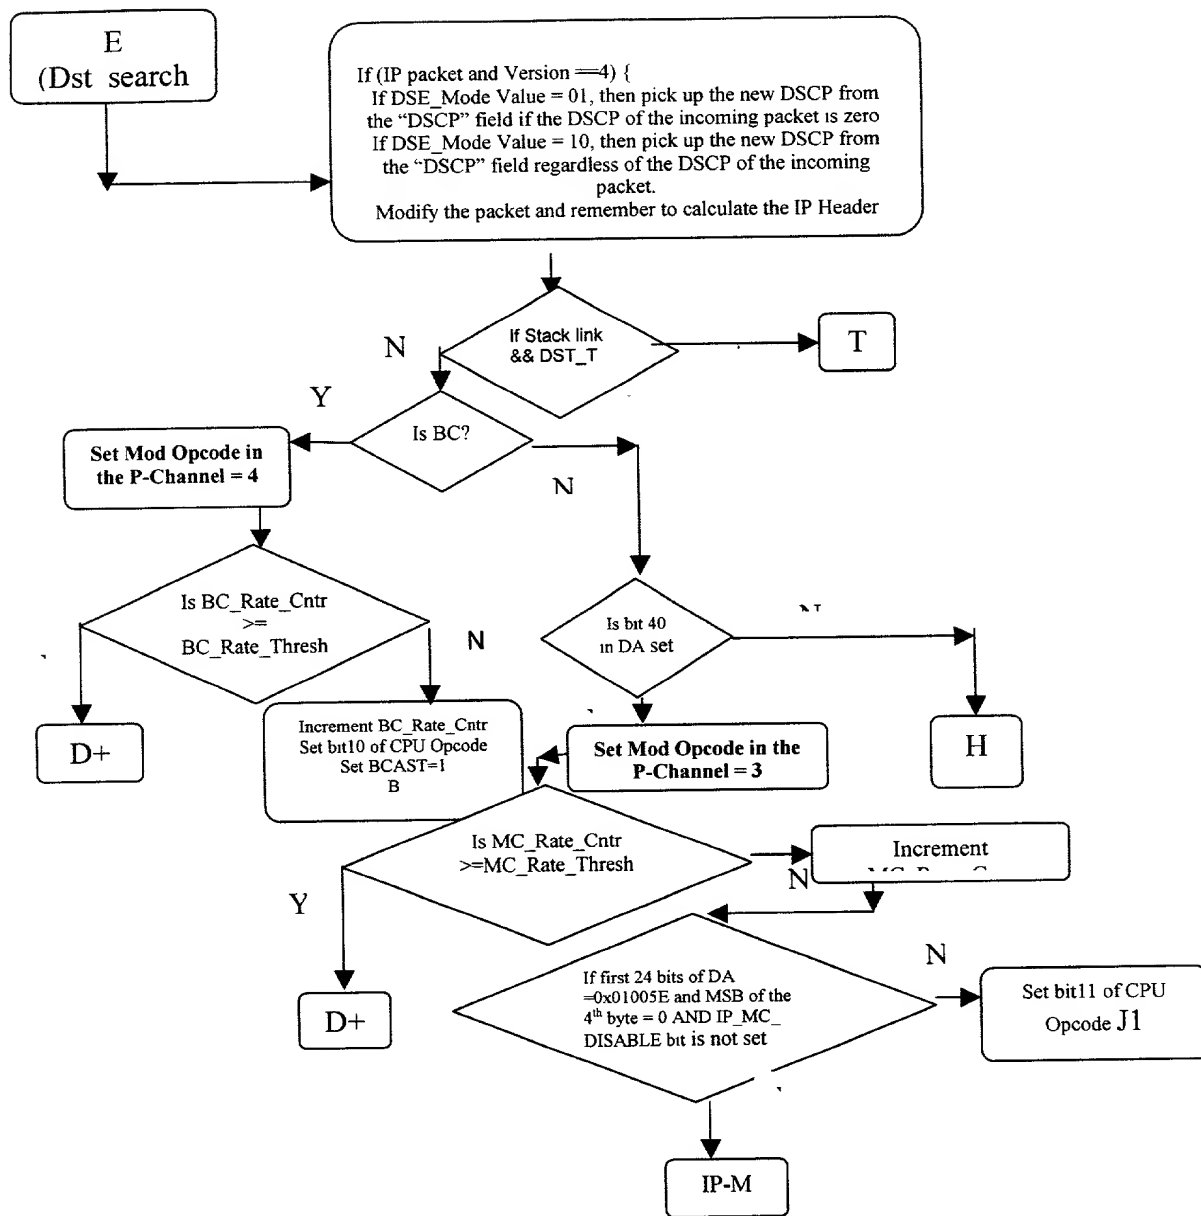 E
(Dst search
If (IP packet and Version ==4) {
If DSE_Mode Value = 01, then pick up the new DSCP from
the “DSCP” field if the DSCP of the incoming packet is zero
If DSE_Mode Value = 10, then pick up the new DSCP from
the “DSCP” field regardless of the DSCP of the incoming
packet.
Modify the packet and remember to calculate the IP Header
If Stack link
&& DST_T
N
T
Y
Is BC?
N
Set Mod Opcode in
the P-Channel = 4
Is BC_Rate_Cntr
>=
BC_Rate_Thresh
N
Is bit 40
in DA set
D+
Increment BC_Rate_Cntr
Set bit10 of CPU Opcode
Set BCAST=1
B
Set Mod Opcode in the
P-Channel = 3
H
Is MC_Rate_Cntr
>=MC_Rate_Thresh
Increment
N
Y
D+
If first 24 bits of DA
=0x01005E and MSB of the
4th byte = 0 AND IP_MC_
DISABLE bit is not set
N
Set bit11 of CPU
Opcode J1
IP-M